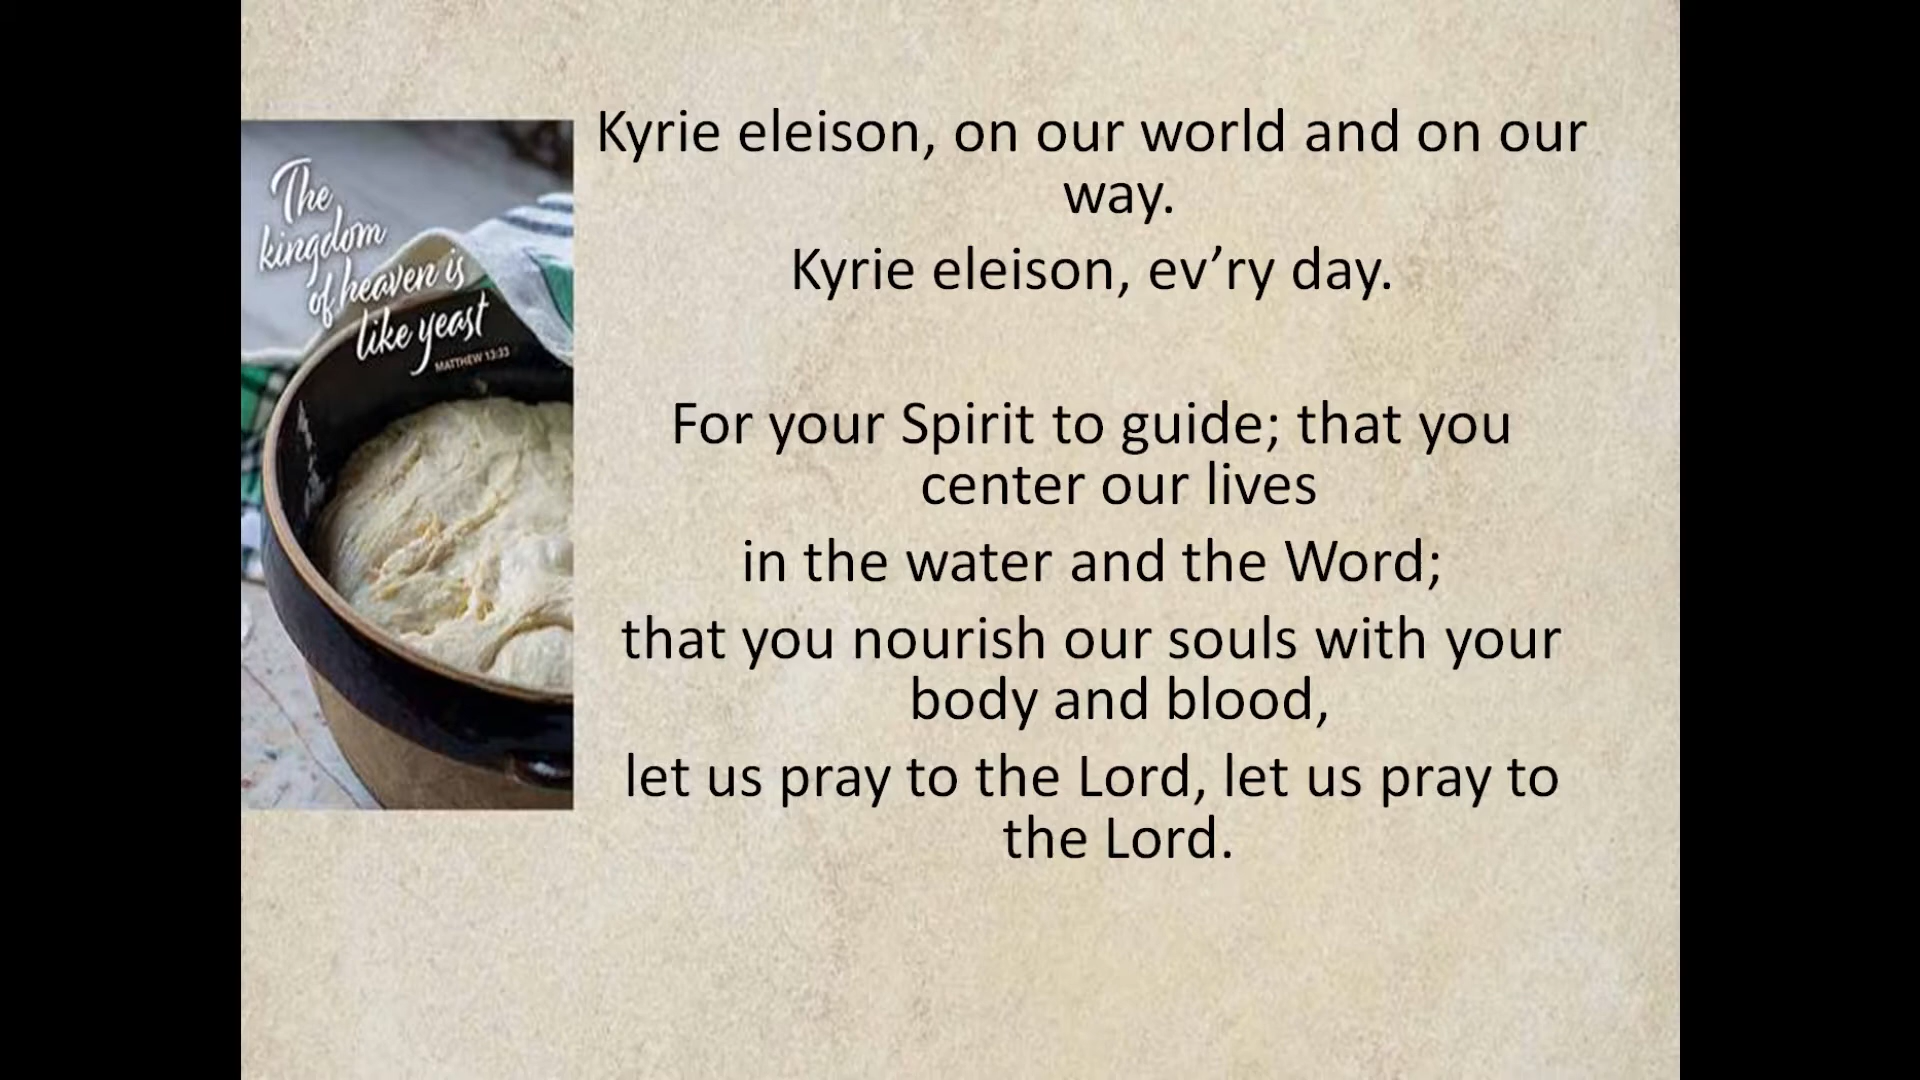 The
kingdom
of heaven is
like yeast
MATTHEW 13:33
Kyrie eleison, on our world and on our
way.
Kyrie eleison, ev’ry day.
For your Spirit to guide; that you
center our lives
in the water and the Word;
that you nourish our souls with your
body and blood,
let us pray to the Lord, let us pray to
the Lord.